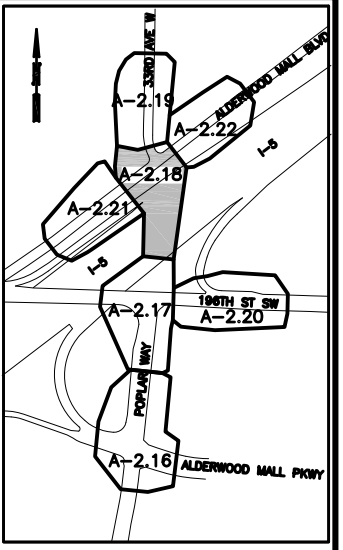 33RD AVE W
A-2.19
ALDERWOOD MALL BLVD
A-2.22
I-5
A-2.18
A-2.21
I-5
196TH ST SW
A-2.17
A-2.20
POPLAR WAY
A-2.16
ALDERWOOD MALL PKWY